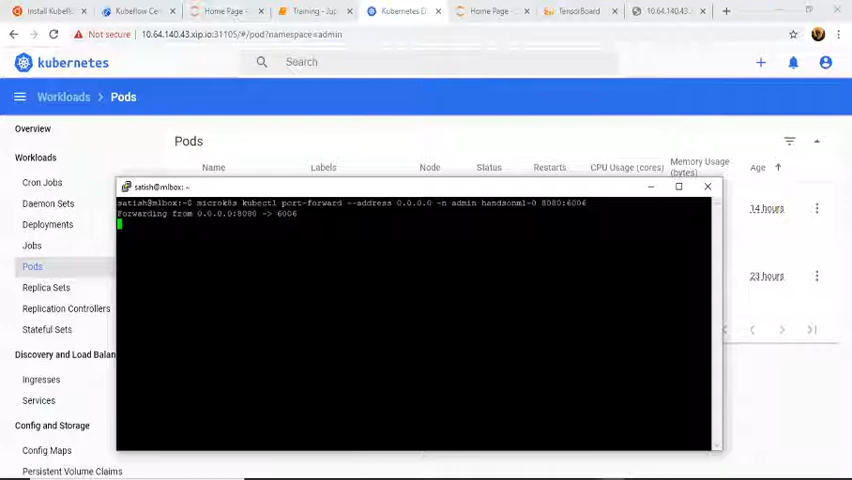 Install Kubeflo
Kubeflow Ce
Home Page -
Training - Jup
Kubernetes D
Home Page -
TensorBoard
10.64.140.43.
Not secure
10.64.140.43.xip.io:31105/#/pod?namespace=admin
kubernetes
Search
Workloads > Pods
Overview
Workloads
Cron Jobs
Daemon Sets
Deployments
Jobs
Pods
Replica Sets
Replication Controllers
Stateful Sets
Discovery and Load Balan
Ingresses
Services
Config and Storage
Config Maps
Persistent Volume Claims
Pods
Name
Labels
Node
Status
Restarts
CPU Usage (cores)
Memory Usage
(bytes)
Age
14 hours
23 hours
satish@mlbox: ~
satish@mlbox:~$ microk8s kubectl port-forward --address 0.0.0.0 -n admin handsonml-0 8080:6006
Forwarding from 0.0.0.0:8080 -> 6006